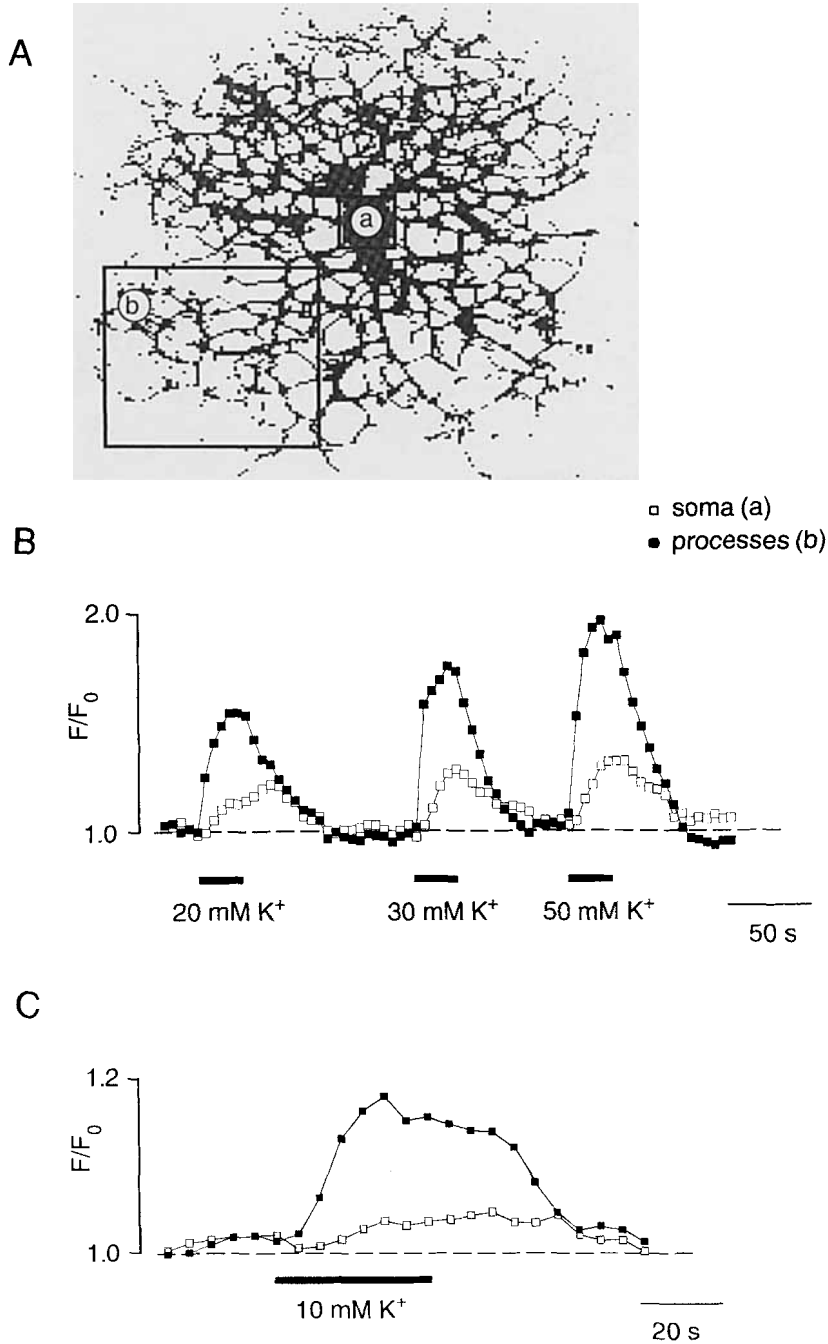 A
a
b
□ soma (a)
■ processes (b)
B
2.0
F/F₀
1.0
20 mM K⁺
30 mM K⁺
50 mM K⁺
50 s
C
1.2
F/F₀
1.0
10 mM K⁺
20 s